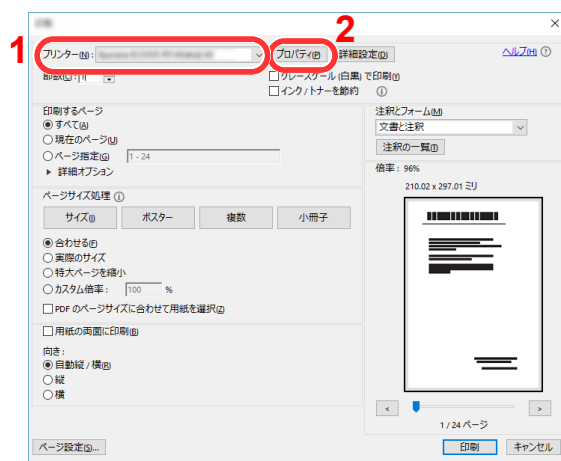 2
1
プリンター(N):
プロパティ(P)
詳細設定(D)
ヘルプ(H)
部数(C): 1
グレースケール (白黒) で印刷(Y)
インク / トナーを節約
印刷するページ
すべて(A)
現在のページ(U)
ページ指定(G)
1 - 24
詳細オプション
注釈とフォーム(M)
文書と注釈
注釈の一覧(T)
倍率: 96%
210.02 x 297.01 ミリ
ページサイズ処理
サイズ(I)
ポスター
複数
小冊子
合わせる(F)
実際のサイズ
特大ページを縮小
カスタム倍率:
100
%
PDF のページサイズに合わせて用紙を選択(Z)
用紙の両面に印刷(B)
向き:
自動縦 / 横(R)
縦
横
<
>
1 / 24 ページ
ページ設定(S)...
印刷
キャンセル